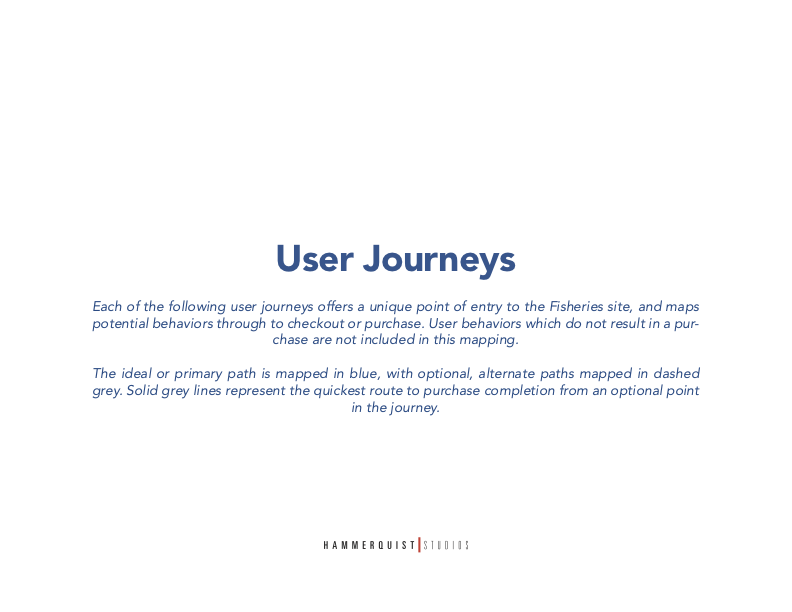 User Journeys
Each of the following user journeys offers a unique point of entry to the Fisheries site, and maps
potential behaviors through to checkout or purchase. User behaviors which do not result in a pur-
chase are not included in this mapping.
The ideal or primary path is mapped in blue, with optional, alternate paths mapped in dashed
grey. Solid grey lines represent the quickest route to purchase completion from an optional point
in the journey.
HAMMERQUIST|STUDIOS